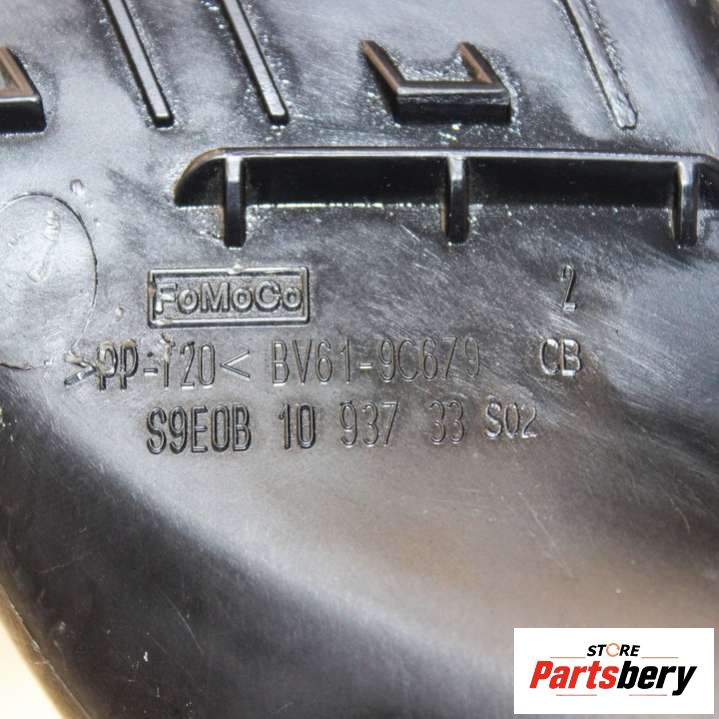 FoMoCo 2
>PP-T20< BV61-9C679 CB
S9E0B 10 937 33 S02
STORE
Partsbery